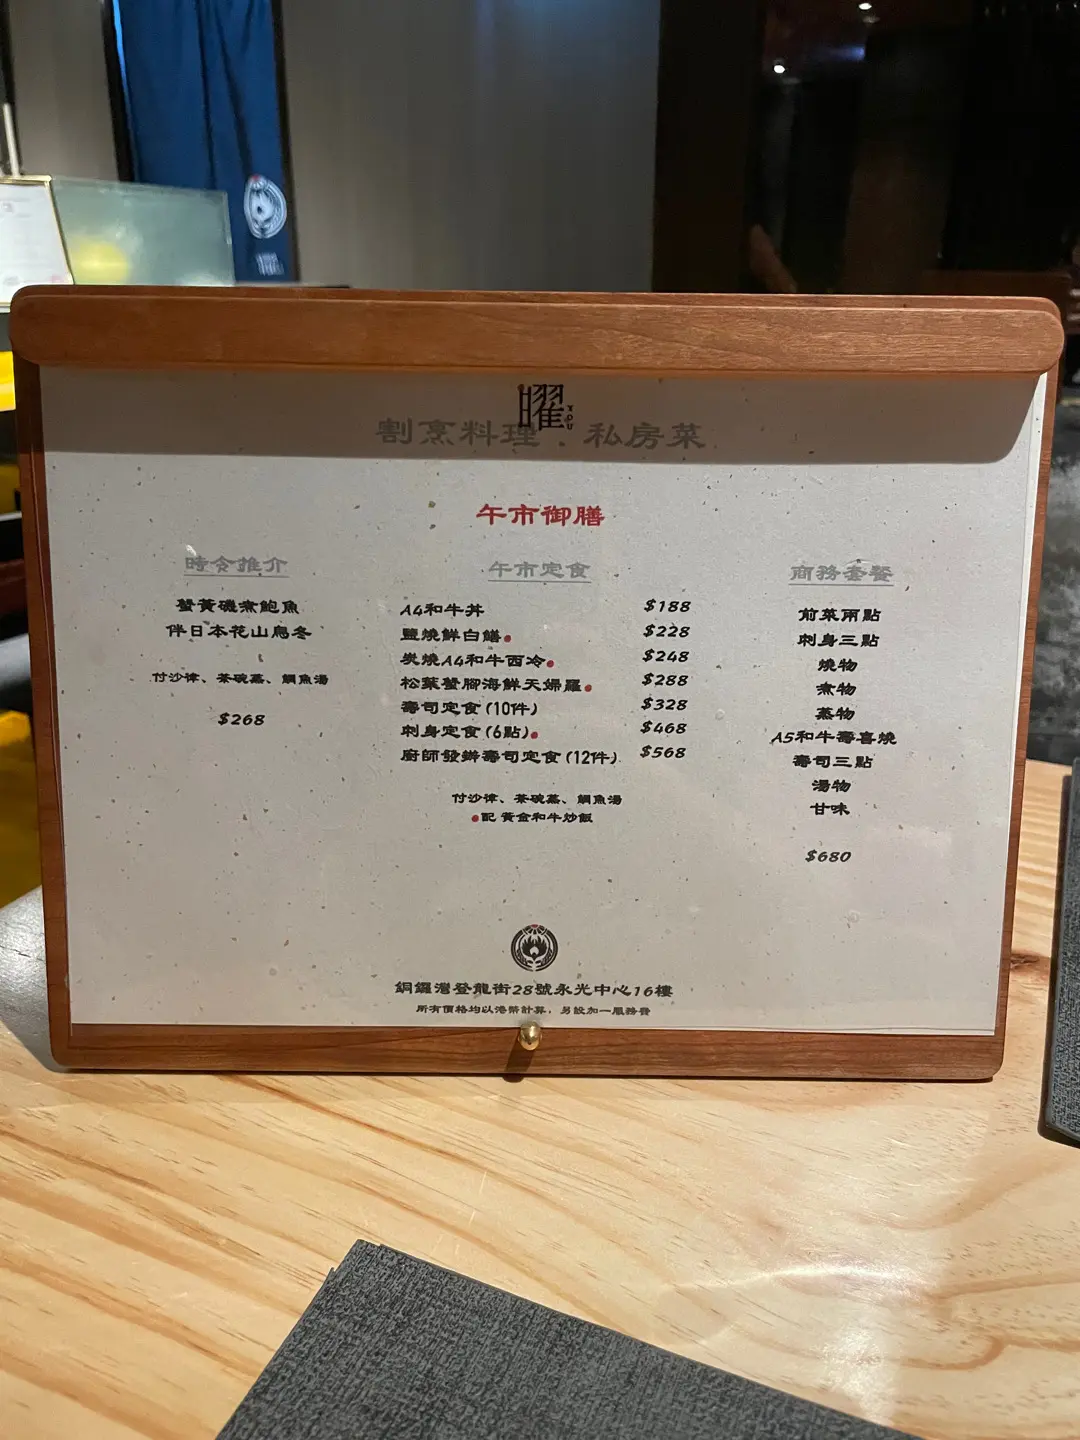 曜
YOU
割烹料理．私房菜
午市御膳
時令推介
蟹黃磯煮鮑魚
伴日本花山烏冬
付沙律、茶碗蒸、鯛魚湯
$268
午市定食
A4和牛丼 $188
鹽燒鮮白鱔 $228
炭燒A4和牛西冷 $248
松葉蟹腳海鮮天婦羅 $288
壽司定食(10件) $328
刺身定食(6點) $468
廚師發辦壽司定食(12件) $568
付沙律、茶碗蒸、鯛魚湯
配黃金和牛炒飯
商務套餐
前菜兩點
刺身三點
燒物
煮物
蒸物
A5和牛壽喜燒
壽司三點
湯物
甘味
$680
銅鑼灣登龍街28號永光中心16樓
所有價格均以港幣計算，另設加一服務費